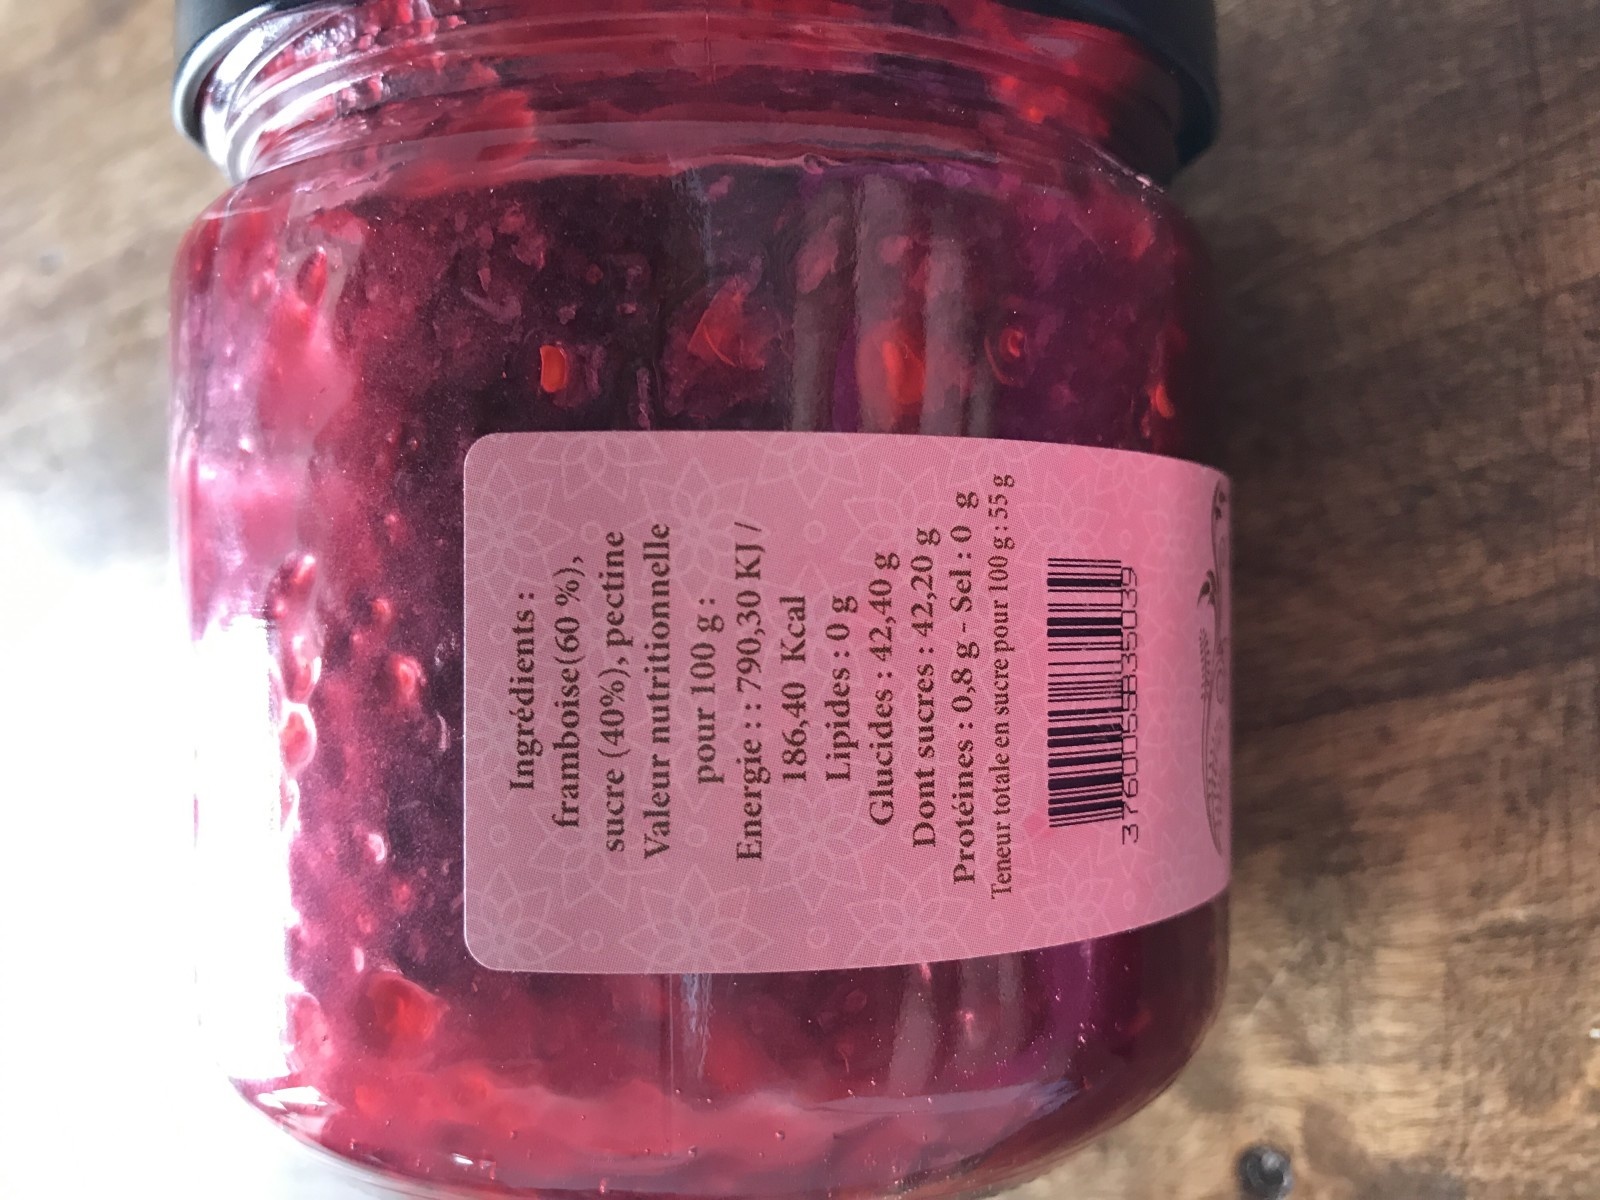 Ingrédients :
framboise(60 %),
sucre (40%), pectine
Valeur nutritionnelle
pour 100 g :
Energie : : 790,30 KJ /
186,40 Kcal
Lipides : 0 g
Glucides : 42,40 g
Dont sucres : 42,20 g
Protéines : 0,8 g - Sel : 0 g
Teneur totale en sucre pour 100 g : 55 g
3760055835039